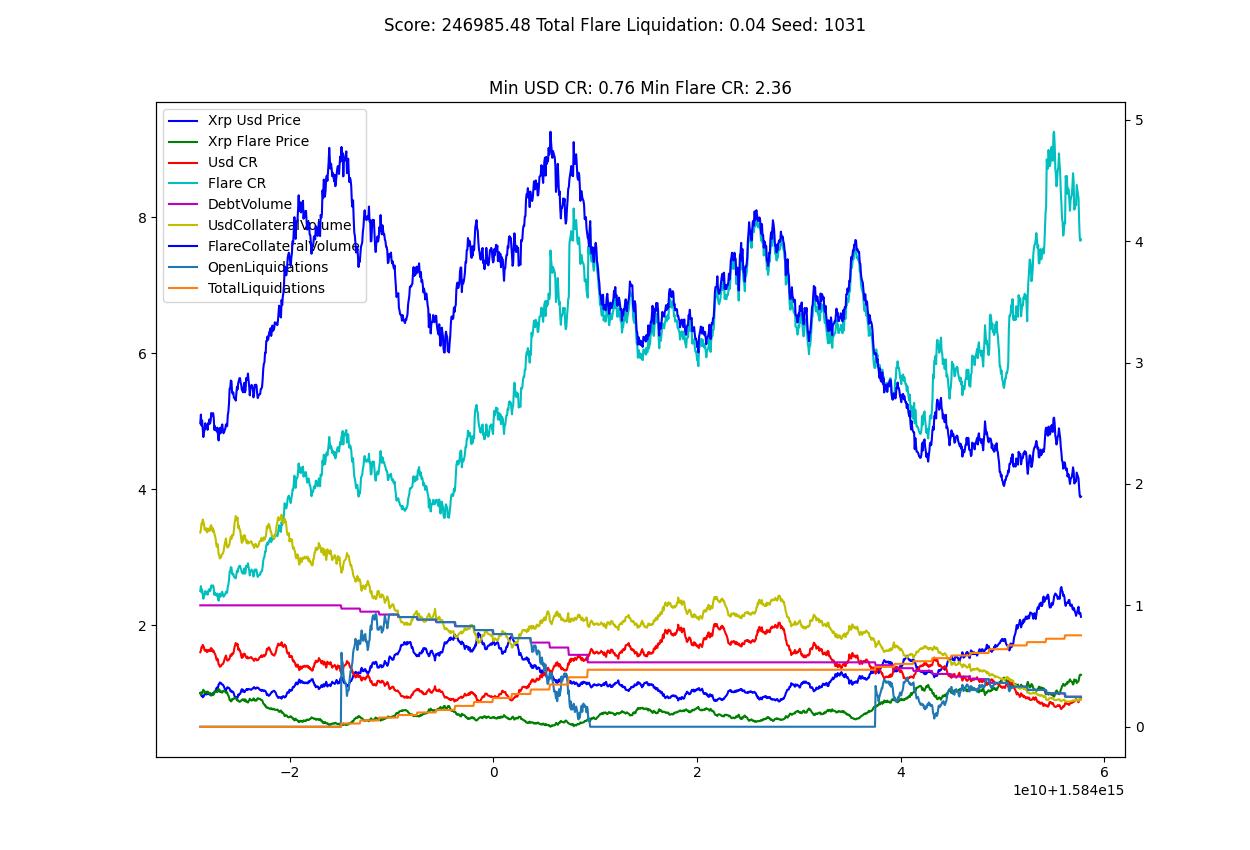 Score: 246985.48 Total Flare Liquidation: 0.04 Seed: 1031
Min USD CR: 0.76 Min Flare CR: 2.36
Xrp Usd Price
Xrp Flare Price
Usd CR
Flare CR
DebtVolume
UsdCollateralVolume
FlareCollateralVolume
OpenLiquidations
TotalLiquidations
8
6
4
2
5
4
3
2
1
0
−2
0
2
4
6
1e10+1.584e15